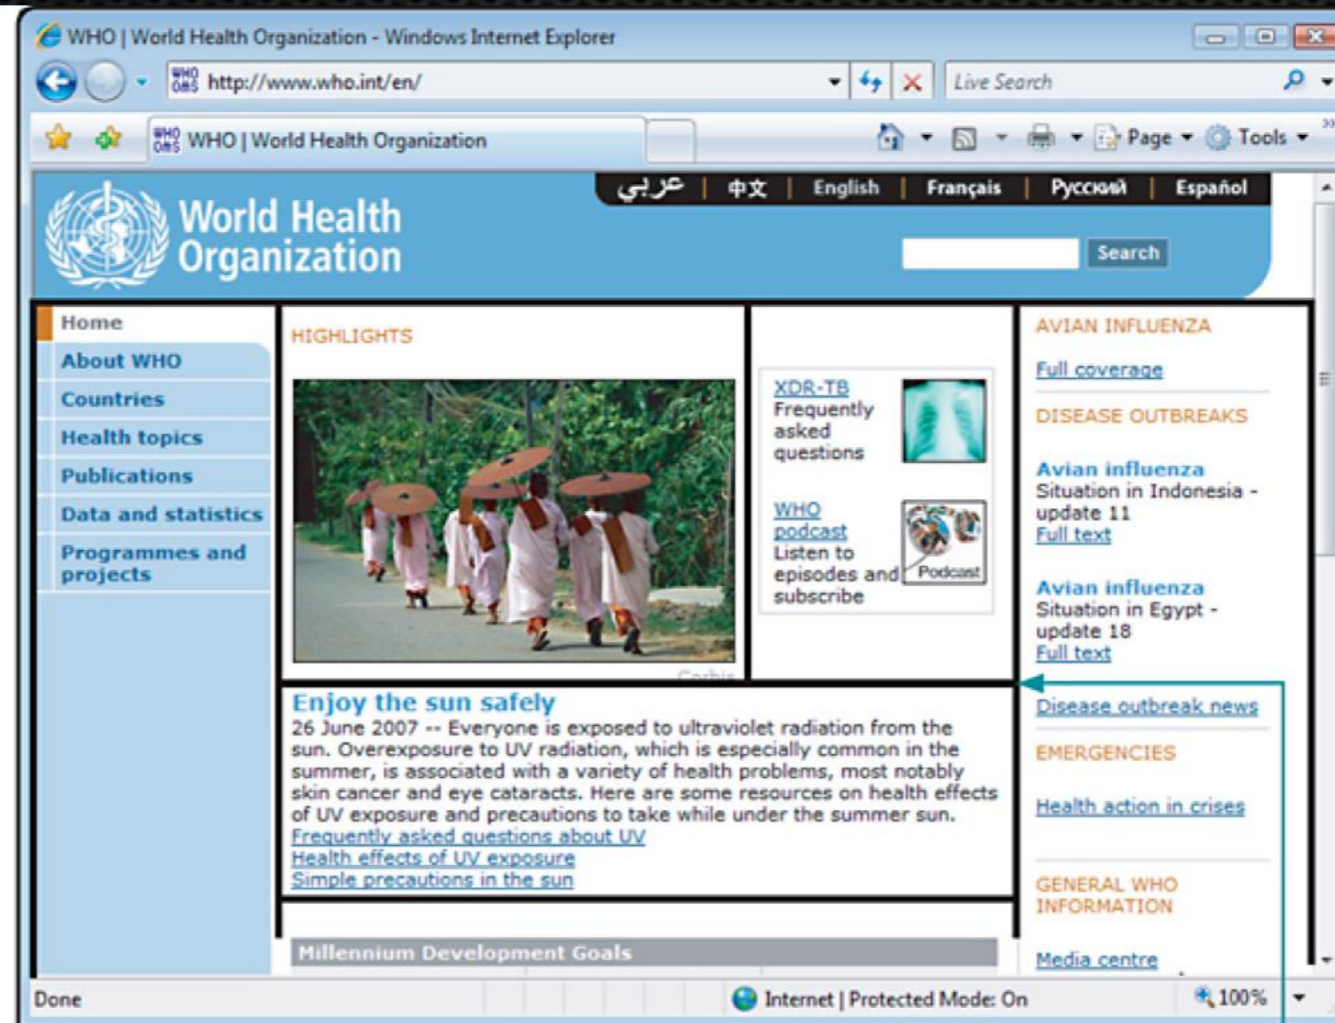 WHO | World Health Organization - Windows Internet Explorer
WHO OMS http://www.who.int/en/
Live Search
WHO OMS WHO | World Health Organization
Page Tools »
عربي | 中文 | English | Français | Русский | Español
World Health
Organization
Search
Home
About WHO
Countries
Health topics
Publications
Data and statistics
Programmes and
projects
HIGHLIGHTS
Corbis
XDR-TB
Frequently
asked
questions
WHO
podcast
Listen to
episodes and
subscribe
Podcast
Enjoy the sun safely
26 June 2007 -- Everyone is exposed to ultraviolet radiation from the
sun. Overexposure to UV radiation, which is especially common in the
summer, is associated with a variety of health problems, most notably
skin cancer and eye cataracts. Here are some resources on health effects
of UV exposure and precautions to take while under the summer sun.
Frequently asked questions about UV
Health effects of UV exposure
Simple precautions in the sun
Millennium Development Goals
AVIAN INFLUENZA
Full coverage
DISEASE OUTBREAKS
Avian influenza
Situation in Indonesia -
update 11
Full text
Avian influenza
Situation in Egypt -
update 18
Full text
Disease outbreak news
EMERGENCIES
Health action in crises
GENERAL WHO
INFORMATION
Media centre
Done
Internet | Protected Mode: On
100%